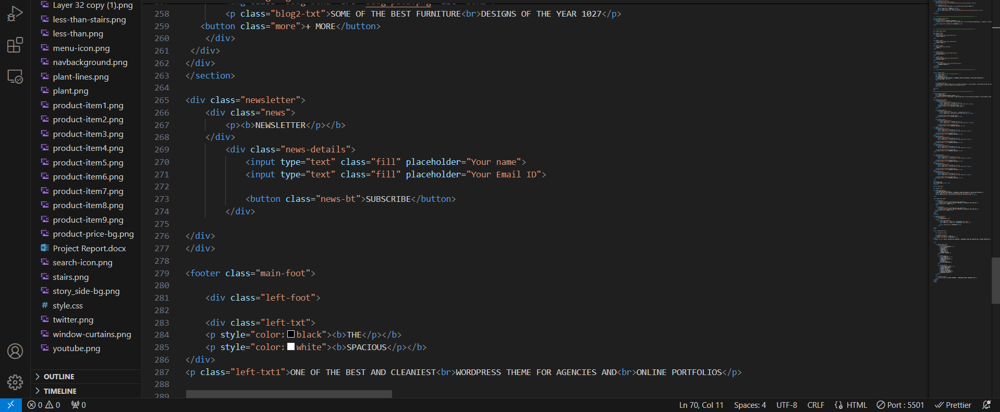 Layer 32 copy (1).png
less-than-stairs.png
less-than.png
menu-icon.png
navbackground.png
plant-lines.png
plant.png
product-item1.png
product-item2.png
product-item3.png
product-item4.png
product-item5.png
product-item6.png
product-item7.png
product-item8.png
product-item9.png
product-price-bg.png
Project Report.docx
search-icon.png
stairs.png
story_side-bg.png
# style.css
twitter.png
window-curtains.png
youtube.png
OUTLINE
TIMELINE
258 <p class="blog2-txt">SOME OF THE BEST FURNITURE<br>DESIGNS OF THE YEAR 1027</p>
259 <button class="more">+ MORE</button>
260 </div>
261 </div>
262 </div>
263 </section>
264
265 <div class="newsletter">
266 <div class="news">
267 <p><b>NEWSLETTER</p></b>
268 </div>
269 <div class="news-details">
270 <input type="text" class="fill" placeholder="Your name">
271 <input type="text" class="fill" placeholder="Your Email ID">
272
273 <button class="news-bt">SUBSCRIBE</button>
274 </div>
275
276 </div>
277 </div>
278
279 <footer class="main-foot">
280
281 <div class="left-foot">
282
283 <div class="left-txt">
284 <p style="color:black"><b>THE</p></b>
285 <p style="color:white"><b>SPACIOUS</p></b>
286 </div>
287 <p class="left-txt1">ONE OF THE BEST AND CLEANIEST<br>WORDPRESS THEME FOR AGENCIES AND<br>ONLINE PORTFOLIOS</p>
288
289
0 0 0 Ln 70, Col 11 Spaces: 4 UTF-8 CRLF HTML Port : 5501 Prettier